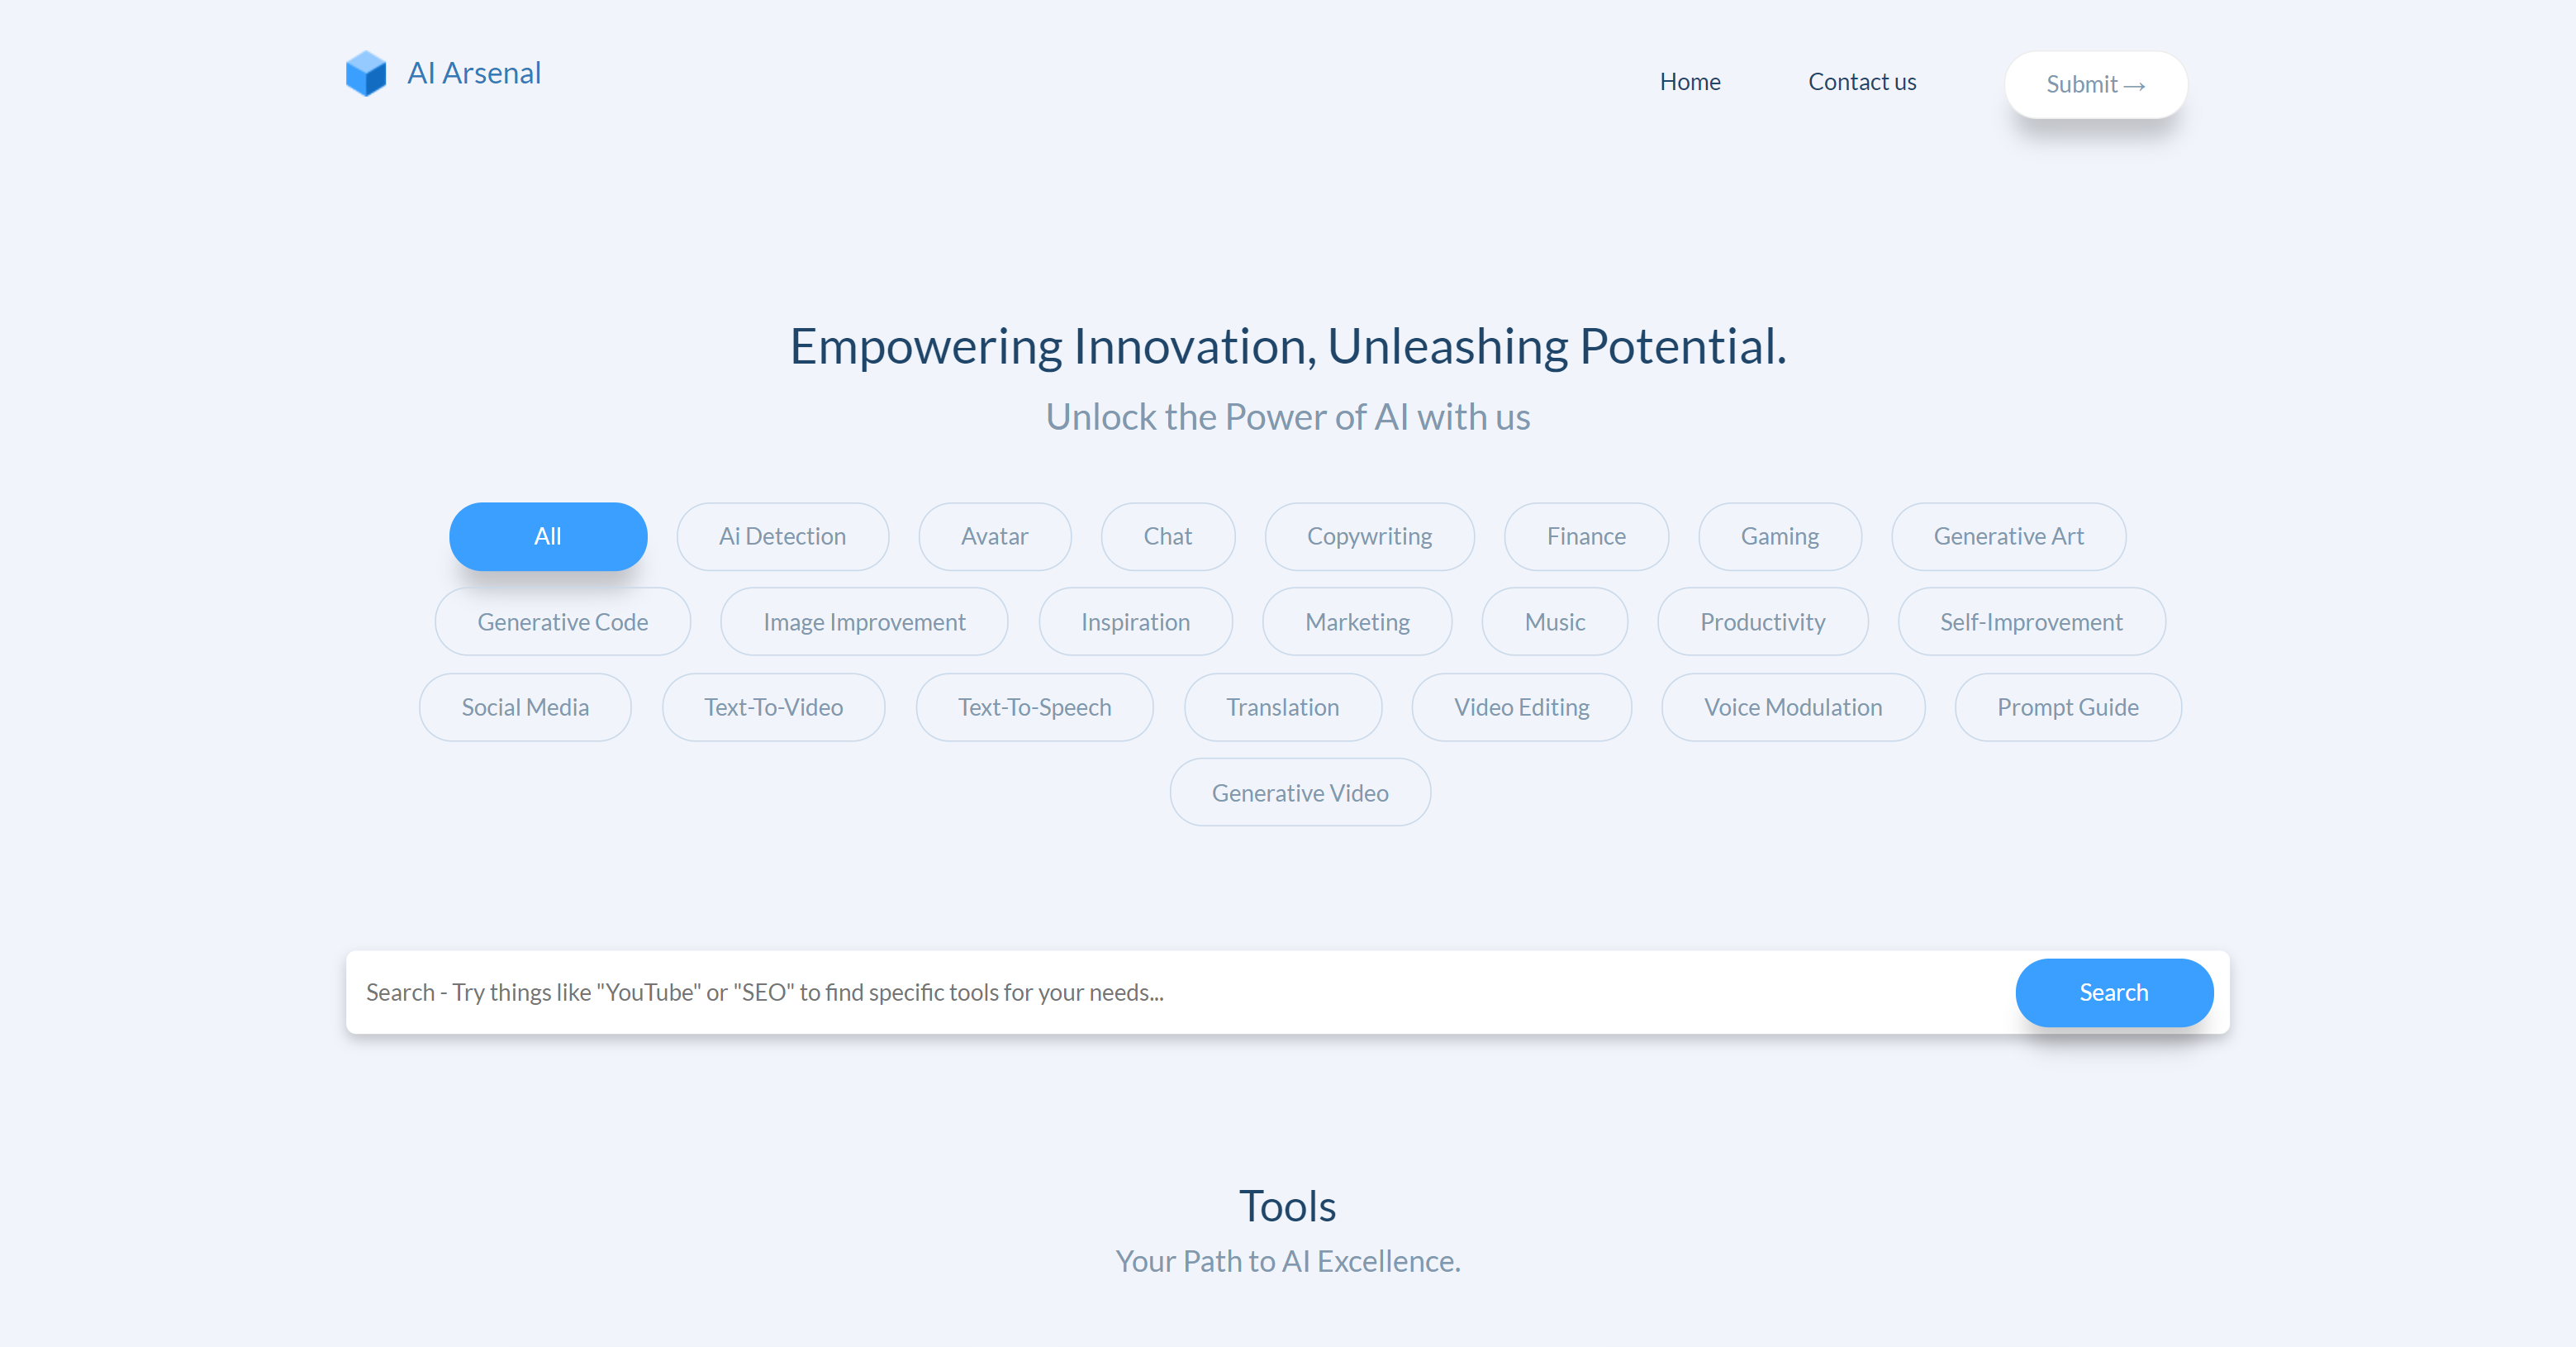 AI Arsenal
Home Contact us Submit →
Empowering Innovation, Unleashing Potential.
Unlock the Power of AI with us
All Ai Detection Avatar Chat Copywriting Finance Gaming Generative Art
Generative Code Image Improvement Inspiration Marketing Music Productivity Self-Improvement
Social Media Text-To-Video Text-To-Speech Translation Video Editing Voice Modulation Prompt Guide
Generative Video
Search - Try things like "YouTube" or "SEO" to find specific tools for your needs... Search
Tools
Your Path to AI Excellence.